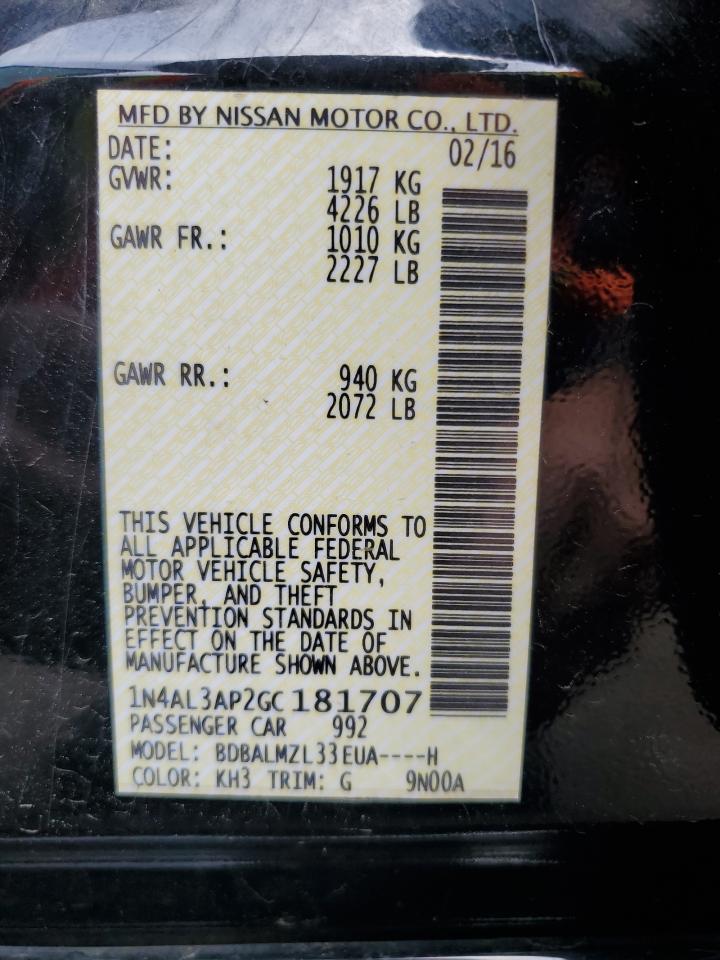 MFD BY NISSAN MOTOR CO., LTD.
DATE: 02/16
GVWR: 1917 KG
4226 LB
GAWR FR.: 1010 KG
2227 LB
GAWR RR.: 940 KG
2072 LB
THIS VEHICLE CONFORMS TO
ALL APPLICABLE FEDERAL
MOTOR VEHICLE SAFETY,
BUMPER, AND THEFT
PREVENTION STANDARDS IN
EFFECT ON THE DATE OF
MANUFACTURE SHOWN ABOVE.
1N4AL3AP2GC181707
PASSENGER CAR 992
MODEL: BDBALMZL33EUA----H
COLOR: KH3 TRIM: G 9N00A